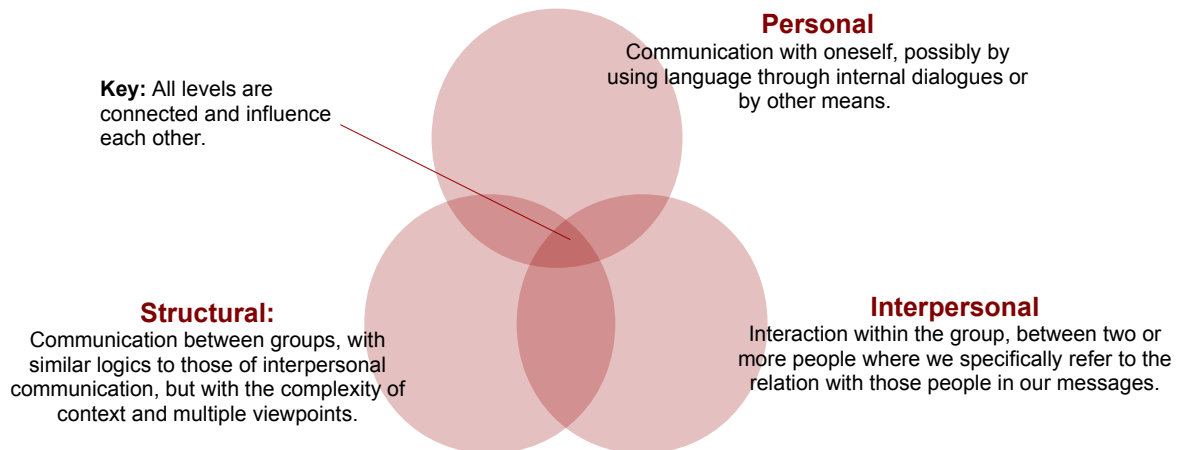 Personal
Communication with oneself, possibly by
using language through internal dialogues or
by other means.
Key: All levels are
connected and influence
each other.
Structural:
Communication between groups, with
similar logics to those of interpersonal
communication, but with the complexity of
context and multiple viewpoints.
Interpersonal
Interaction within the group, between two or
more people where we specifically refer to the
relation with those people in our messages.